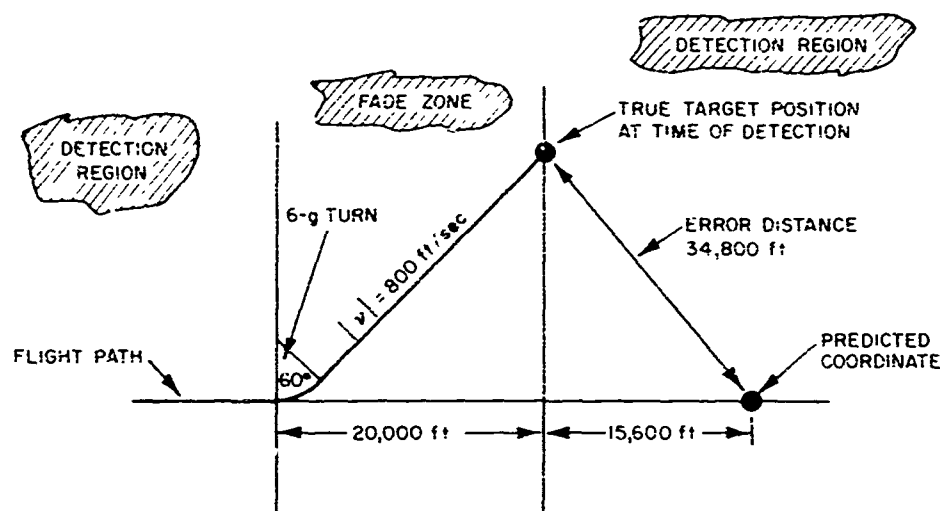 DETECTION REGION
FADE ZONE
TRUE TARGET POSITION
AT TIME OF DETECTION
DETECTION
REGION
6-g TURN
|v| = 800 ft/sec
ERROR DISTANCE
34,800 ft
FLIGHT PATH
60°
PREDICTED
COORDINATE
20,000 ft
15,600 ft